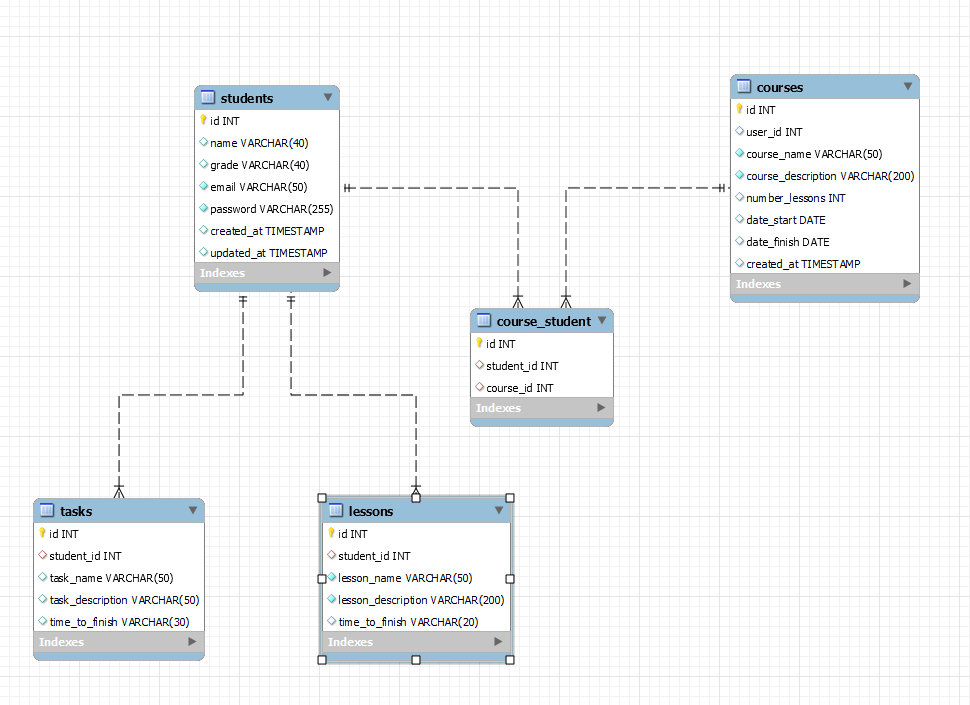 students
id INT
name VARCHAR(40)
grade VARCHAR(40)
email VARCHAR(50)
password VARCHAR(255)
created_at TIMESTAMP
updated_at TIMESTAMP
Indexes
courses
id INT
user_id INT
course_name VARCHAR(50)
course_description VARCHAR(200)
number_lessons INT
date_start DATE
date_finish DATE
created_at TIMESTAMP
Indexes
course_student
id INT
student_id INT
course_id INT
Indexes
tasks
id INT
student_id INT
task_name VARCHAR(50)
task_description VARCHAR(50)
time_to_finish VARCHAR(30)
Indexes
lessons
id INT
student_id INT
lesson_name VARCHAR(50)
lesson_description VARCHAR(200)
time_to_finish VARCHAR(20)
Indexes